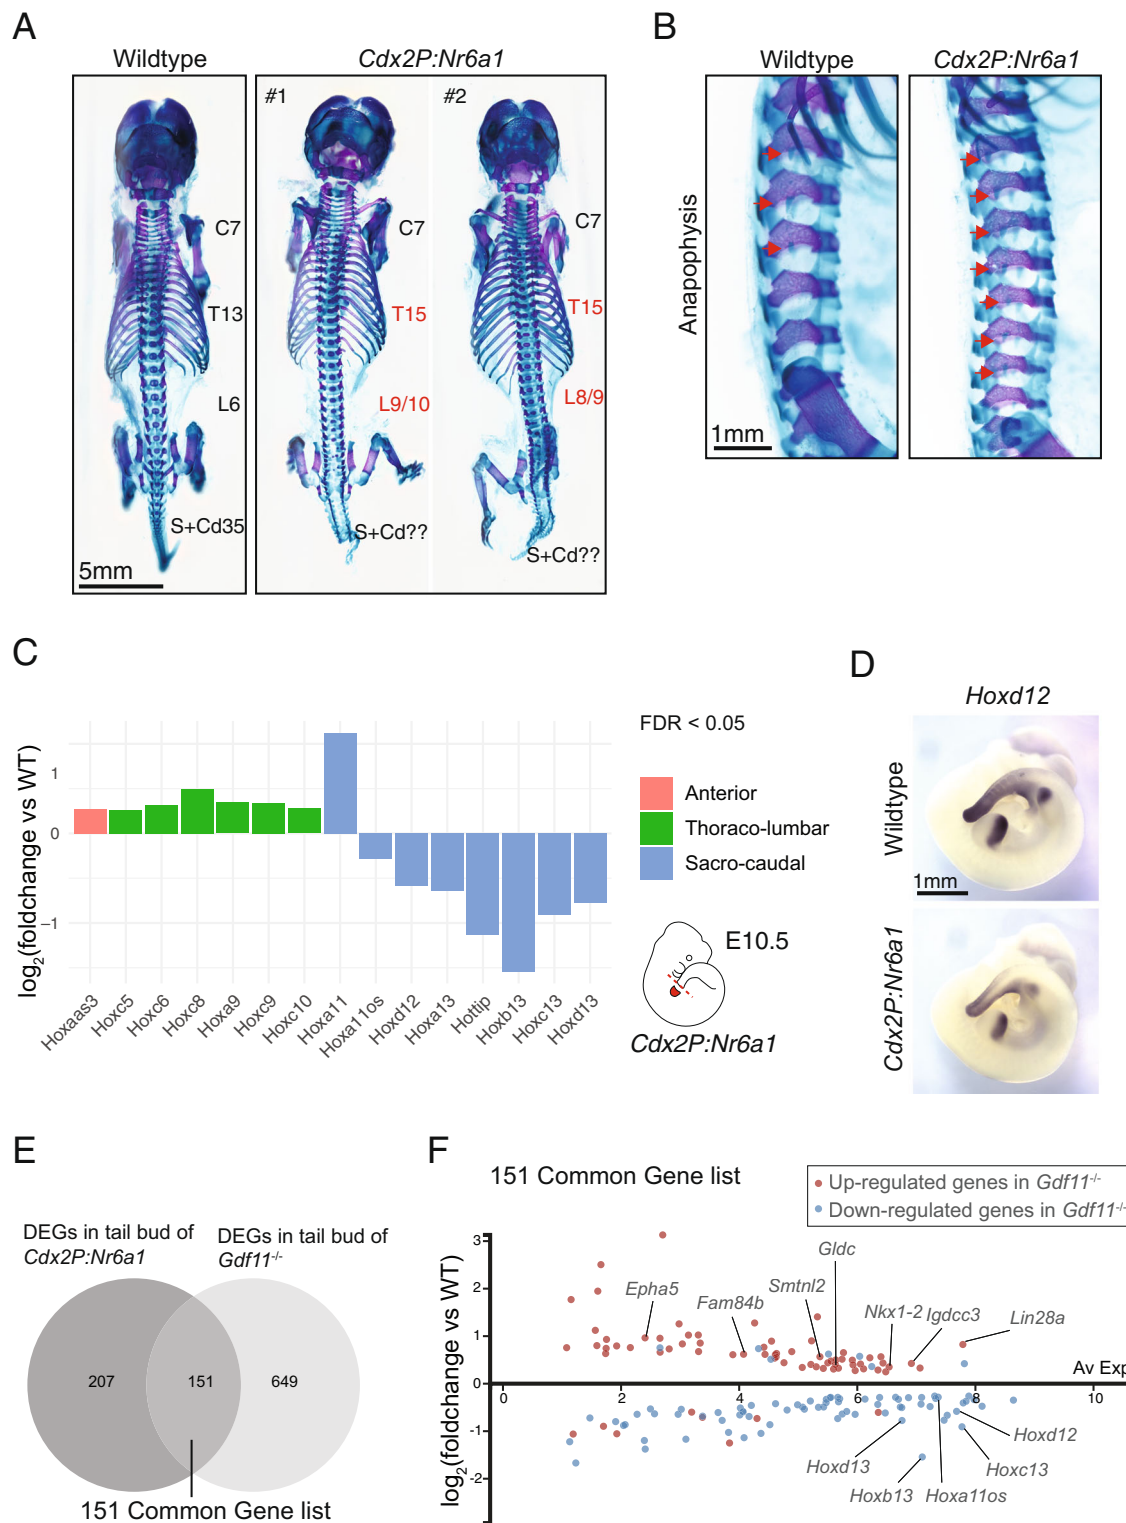 A
Wildtype
Cdx2P:Nr6a1
#1
#2
C7
C7
C7
T13
T15
T15
L6
L9/10
L8/9
S+Cd35
S+Cd??
S+Cd??
5mm
B
Wildtype
Cdx2P:Nr6a1
Anapophysis
1mm
C
log2(foldchange vs WT)
1
0
−1
Hoxaas3
Hoxc5
Hoxc6
Hoxc8
Hoxa9
Hoxc9
Hoxc10
Hoxa11
Hoxa11os
Hoxd12
Hoxa13
Hottip
Hoxb13
Hoxc13
Hoxd13
FDR < 0.05
Anterior
Thoraco-lumbar
Sacro-caudal
E10.5
Cdx2P:Nr6a1
D
Hoxd12
Wildtype
1mm
Cdx2P:Nr6a1
E
DEGs in tail bud of
Cdx2P:Nr6a1
DEGs in tail bud of
Gdf11-/-
207
151
649
151 Common Gene list
F
151 Common Gene list
Up-regulated genes in Gdf11-/-
Down-regulated genes in Gdf11-/-
log2(foldchange vs WT)
3
2
1
0
-1
-2
0
2
4
6
8
10
Av Exp
Epha5
Fam84b
Smtnl2
Gldc
Nkx1-2
Igdcc3
Lin28a
Hoxd13
Hoxb13
Hoxa11os
Hoxc13
Hoxd12